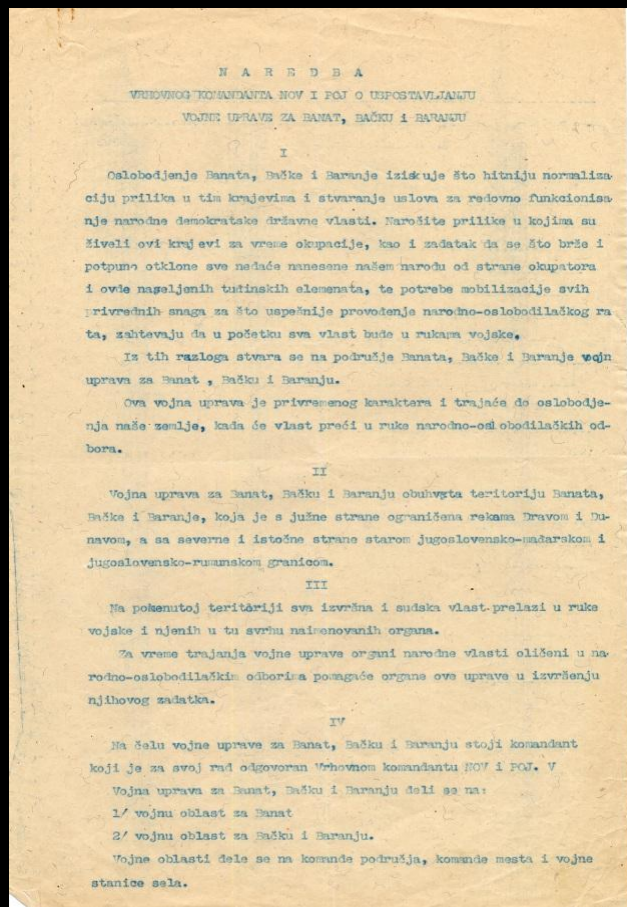 N A R E D B A
VRHOVNOG KOMANDANTA NOV I POJ O USPOSTAVLJANJU
VOJNE UPRAVE ZA BANAT, BAČKU i BARANJU
I
Oslobodjenje Banata, Bačke i Baranje iziskuje što hitniju normaliza-
ciju prilika u tim krajevima i stvaranje uslova za redovno funkcionisa-
nje narodne demokratske državne vlasti. Naročite prilike u kojima su
živeli ovi krajevi za vreme okupacije, kao i zadatak da se što brže i
potpuno otklone sve nedaće nanesene našem narodu od strane okupatora
i ovde naseljenih tuđinskih elemenata, te potrebe mobilizacije svih
privrednih snaga za što uspešnije provođenje narodno-oslobodilačkog ra
ta, zahtevaju da u početku sva vlast bude u rukama vojske.
Iz tih razloga stvara se na područje Banata, Bačke i Baranje vojn
uprava za Banat , Bačku i Baranju.
Ova vojna uprava je privremenog karaktera i trajaće do oslobodje-
nja naše zemlje, kada će vlast preći u ruke narodno-oslobodilačkih od-
bora.
II
Vojna uprava za Banat, Bačku i Baranju obuhvata teritoriju Banata,
Bačke i Baranje, koja je s južne strane ograničena rekama Dravom i Du-
navom, a sa severne i istočne strane starom jugoslovensko-mađarskom i
jugoslovensko-rumunskom granicom.
III
Na pomenutoj teritoriji sva izvršna i sudska vlast prelazi u ruke
vojske i njenih u tu svrhu naimenovanih organa.
Za vreme trajanja vojne uprave organi narodne vlasti oličeni u na-
rodno-oslobodilačkim odborima pomagaće organe ove uprave u izvršenju
njihovog zadatka.
IV
Na čelu vojne uprave za Banat, Bačku i Baranju stoji komandant
koji je za svoj rad odgovoran Vrhovnom komandantu NOV i POJ. V
Vojna uprava za Banat, Bačku i Baranju deli se na:
1/ vojnu oblast za Banat
2/ vojnu oblast za Bačku i Baranju.
Vojne oblasti dele se na komande područja, komande mesta i vojne
stanice sela.